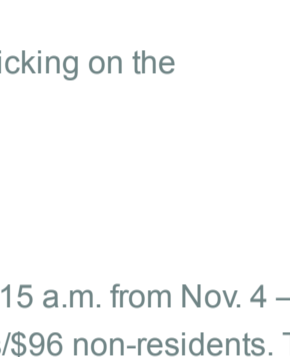 icking on the
15 a.m. from Nov. 4 –
/$96 non-residents.